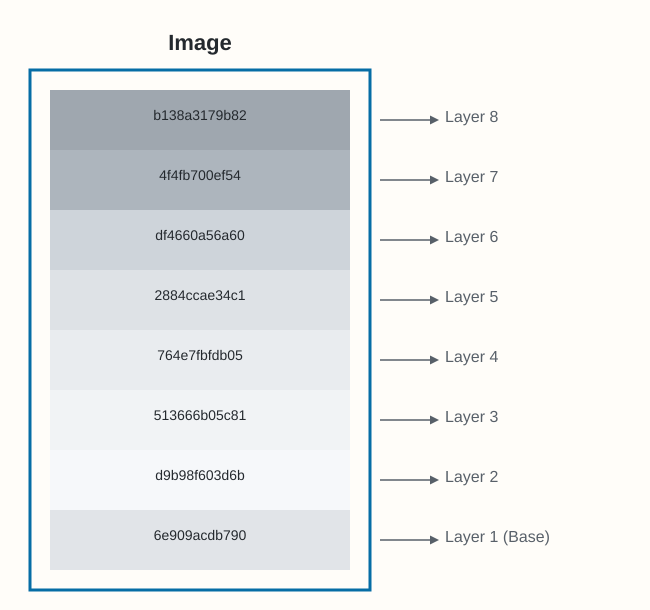 Image
b138a3179b82
Layer 8
4f4fb700ef54
Layer 7
df4660a56a60
Layer 6
2884ccae34c1
Layer 5
764e7fbfdb05
Layer 4
513666b05c81
Layer 3
d9b98f603d6b
Layer 2
6e909acdb790
Layer 1 (Base)